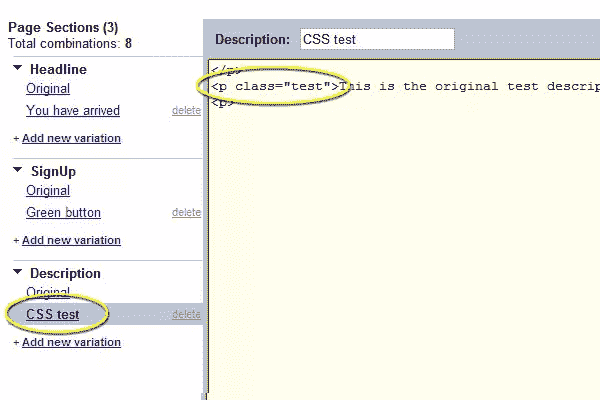 Page Sections (3)
Total combinations: 8
Headline
Original
You have arrived delete
+ Add new variation
SignUp
Original
Green button delete
+ Add new variation
Description
Original
CSS test delete
+ Add new variation
Description: CSS test
</p>
<p class="test">This is the original test descrip
<p>